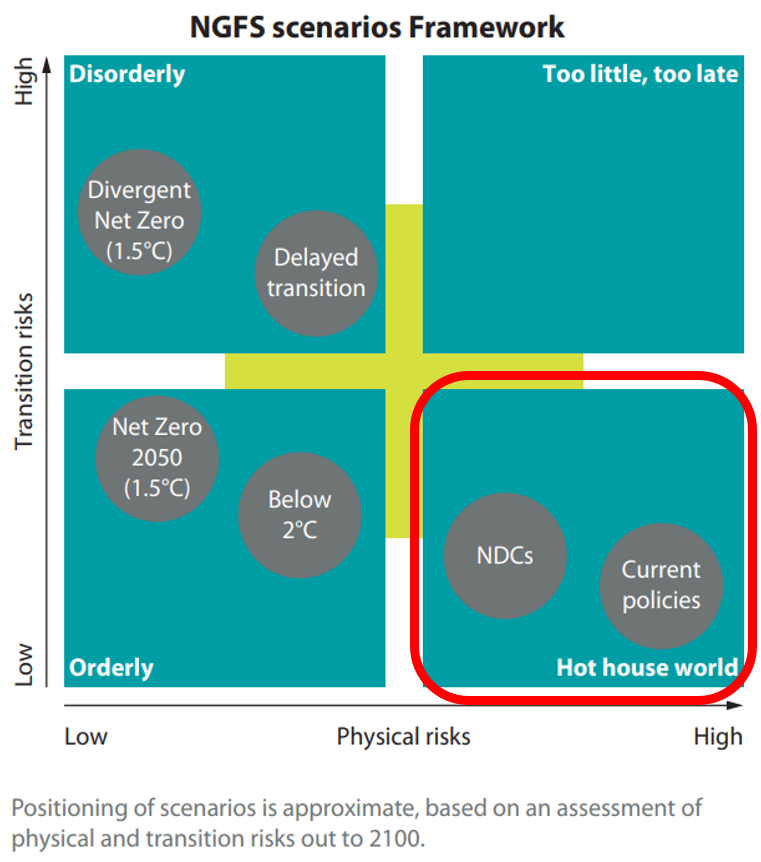 NGFS scenarios Framework
High
Disorderly
Too little, too late
Divergent
Net Zero
(1.5°C)
Delayed
transition
Transition risks
Net Zero
2050
(1.5°C)
Below
2°C
NDCs
Current
policies
Low
Orderly
Hot house world
Low
Physical risks
High
Positioning of scenarios is approximate, based on an assessment of
physical and transition risks out to 2100.